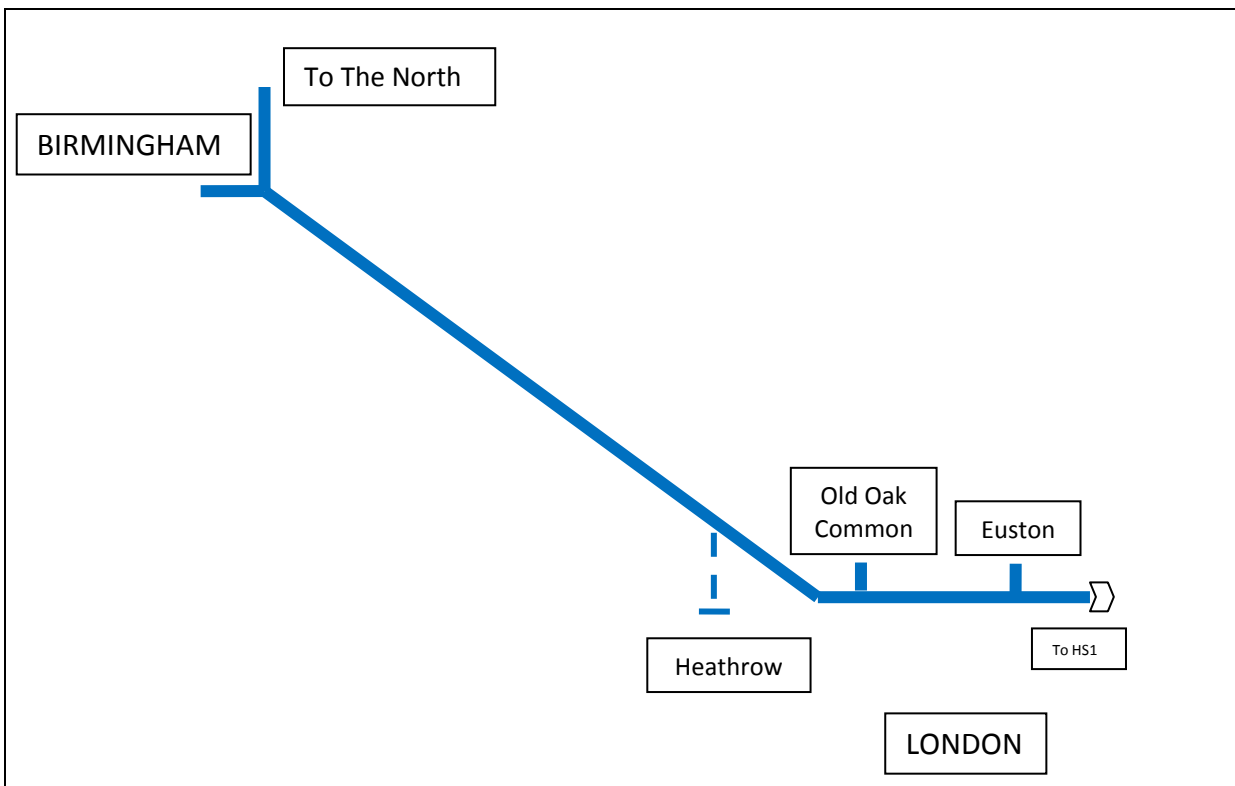 To The North
BIRMINGHAM
Old Oak
Common
Euston
To HS1
Heathrow
LONDON